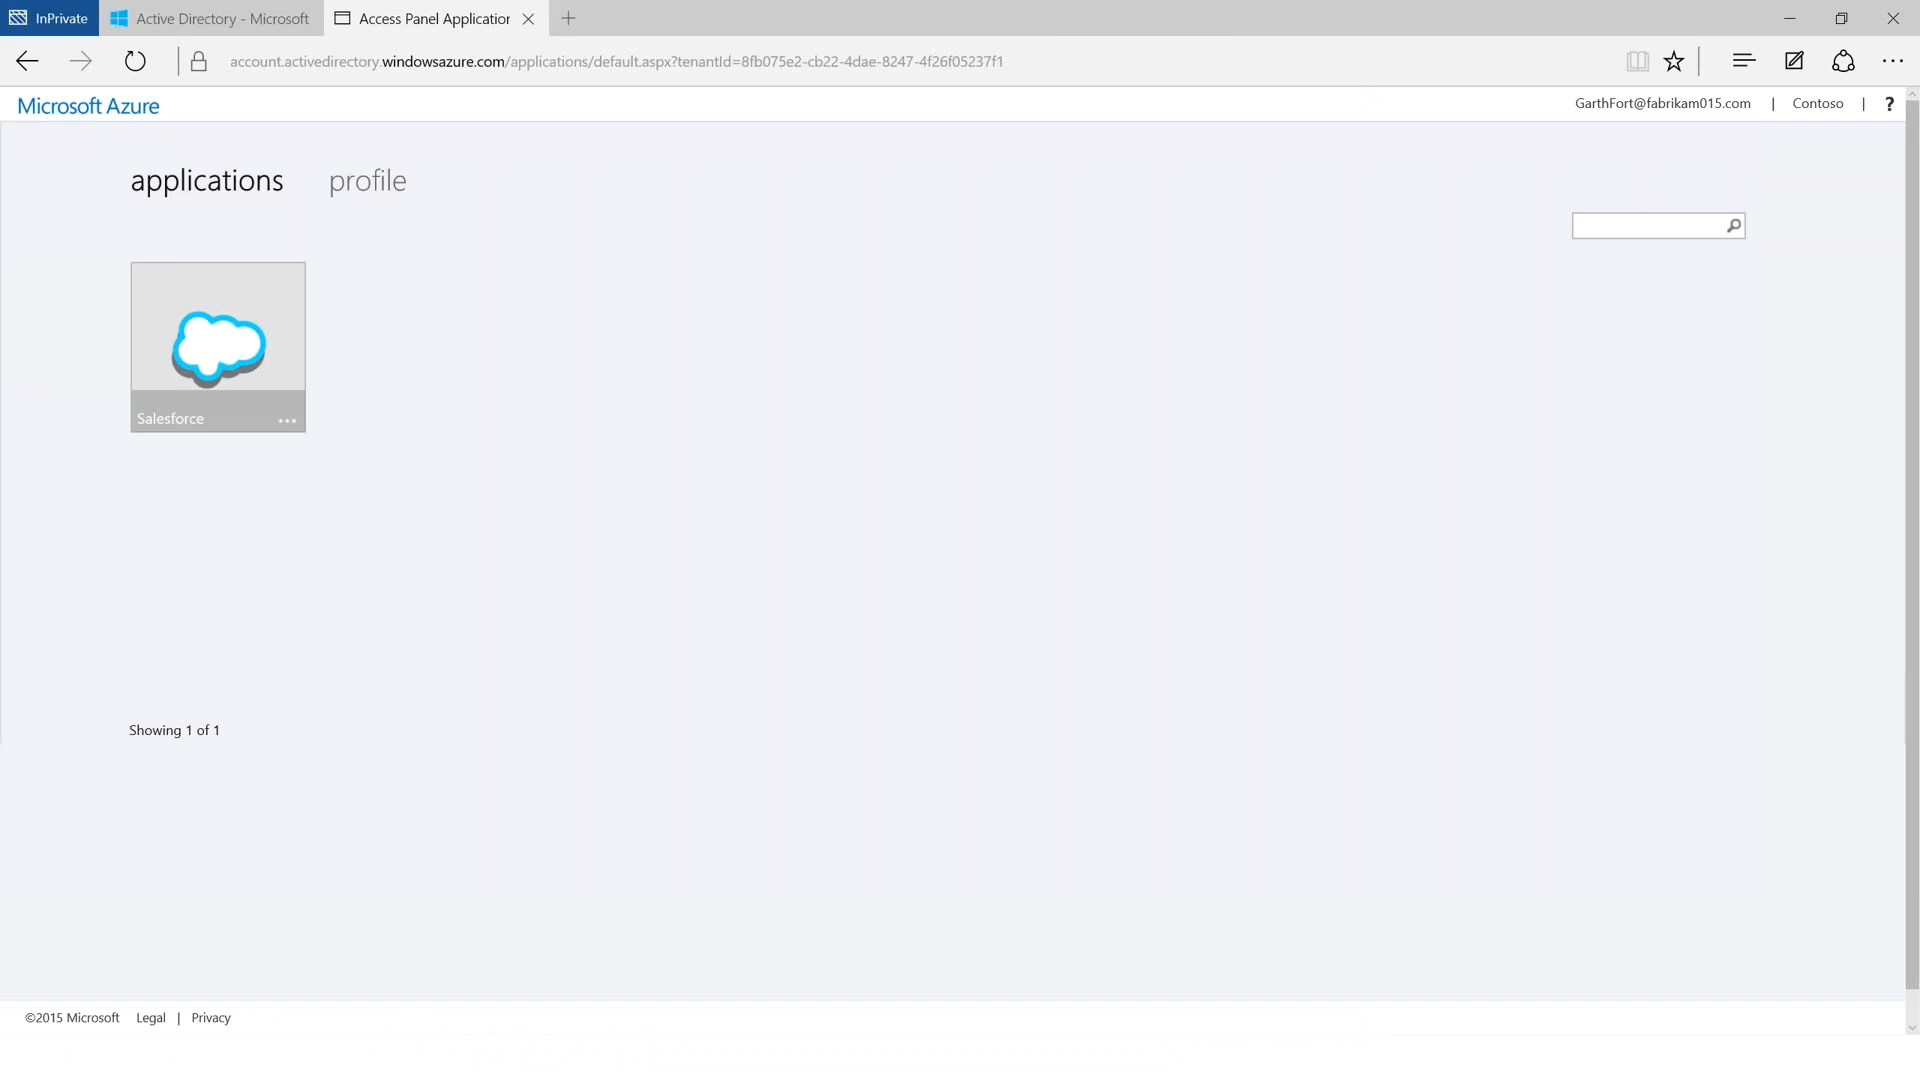 InPrivate
Active Directory - Microsoft
Access Panel Application
account.activedirectory.windowsazure.com/applications/default.aspx?tenantId=8fb075e2-cb22-4dae-8247-4f26f05237f1
Microsoft Azure
GarthFort@fabrikam015.com | Contoso | ?
applications profile
Salesforce ...
Showing 1 of 1
©2015 Microsoft Legal | Privacy